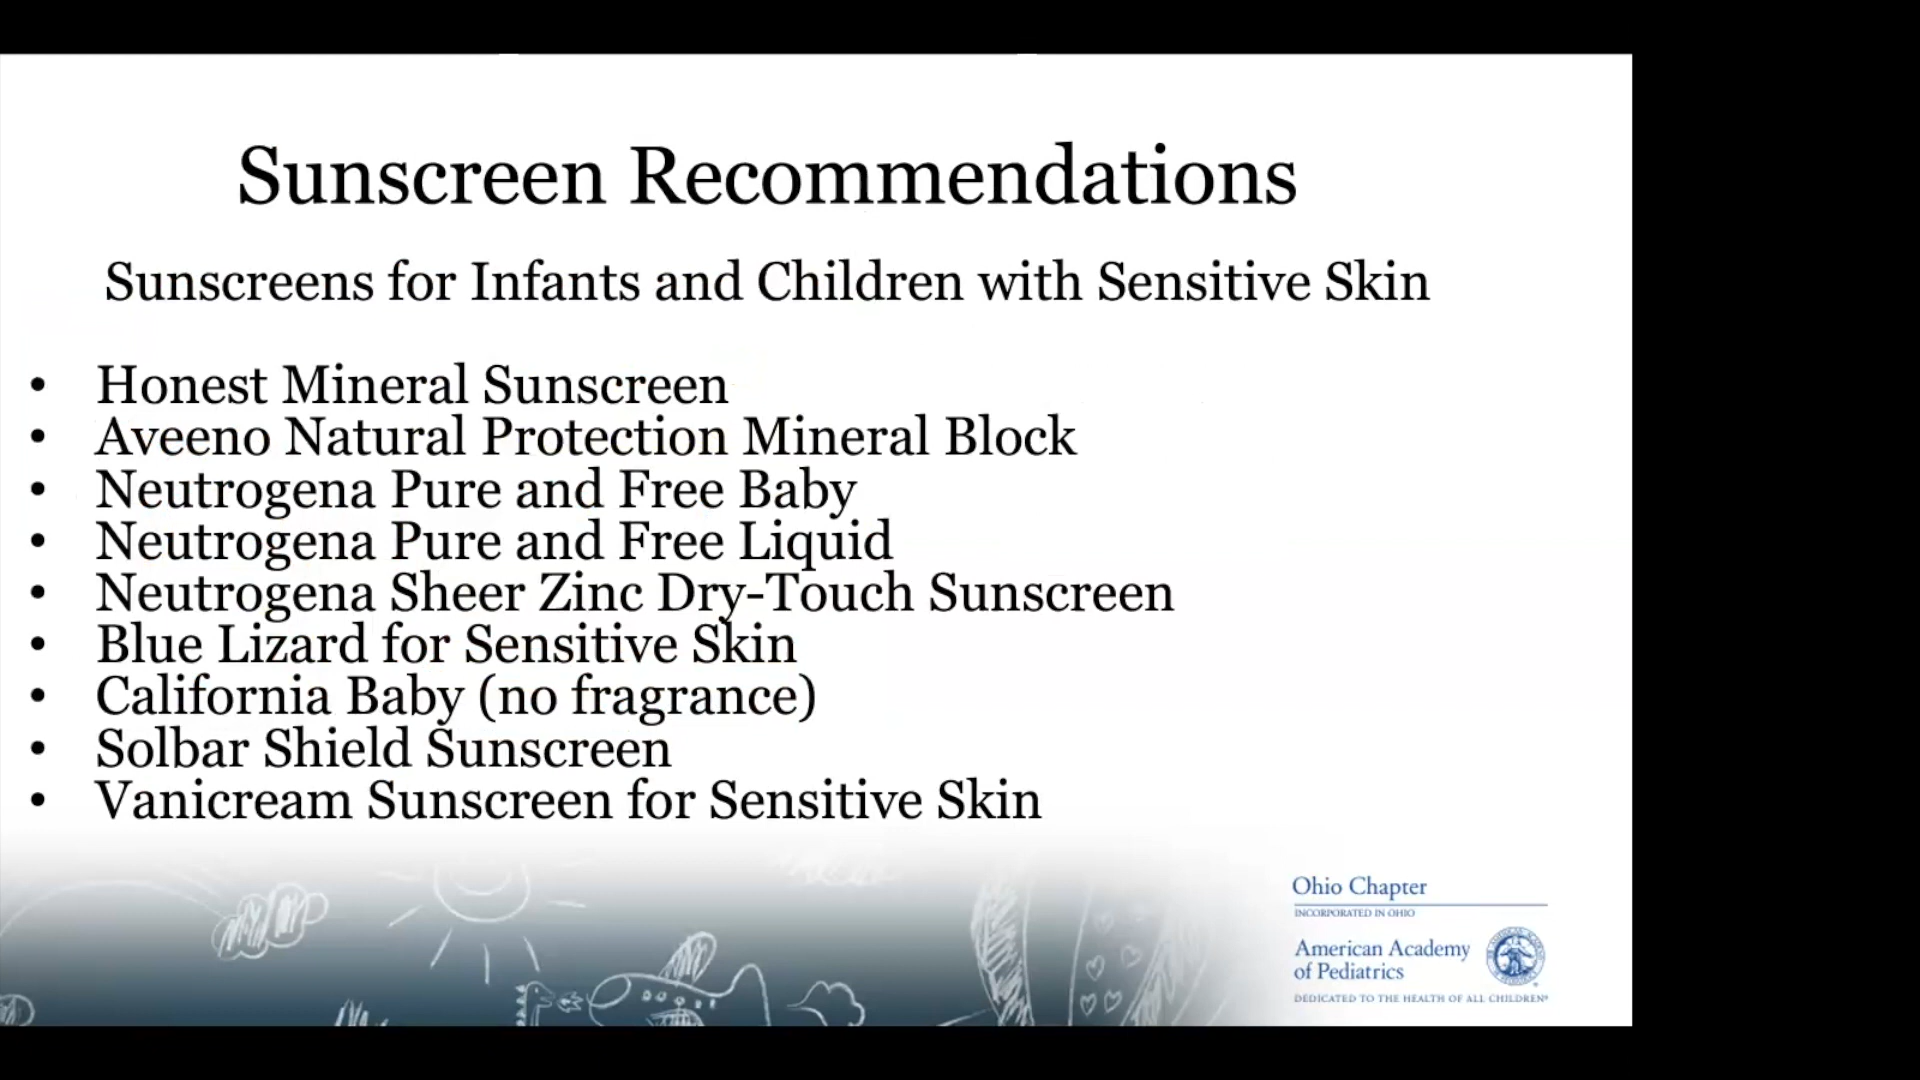 Sunscreen Recommendations
Sunscreens for Infants and Children with Sensitive Skin
• Honest Mineral Sunscreen
• Aveeno Natural Protection Mineral Block
• Neutrogena Pure and Free Baby
• Neutrogena Pure and Free Liquid
• Neutrogena Sheer Zinc Dry-Touch Sunscreen
• Blue Lizard for Sensitive Skin
• California Baby (no fragrance)
• Solbar Shield Sunscreen
• Vanicream Sunscreen for Sensitive Skin
Ohio Chapter
INCORPORATED IN OHIO
American Academy
of Pediatrics
DEDICATED TO THE HEALTH OF ALL CHILDREN®